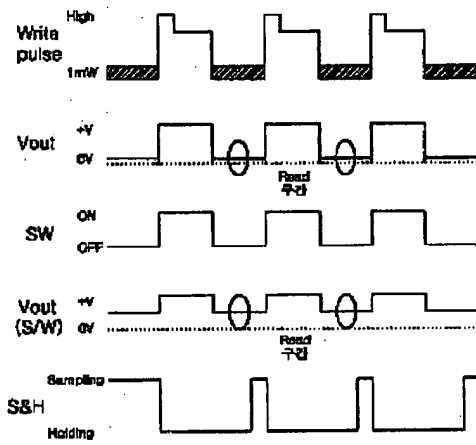 High
Write
pulse
1mW
Vout
+V
0V
Read
구간
SW
ON
OFF
Vout
(S/W)
+V
0V
Read
구간
S&H
Sampling
Holding